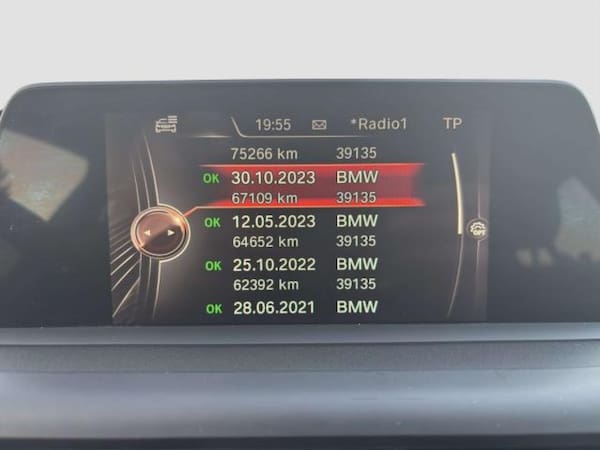 19:55 *Radio1 TP
75266 km 39135
OK 30.10.2023 BMW
67109 km 39135
OK 12.05.2023 BMW
64652 km 39135
OFF
OK 25.10.2022 BMW
62392 km 39135
OK 28.06.2021 BMW